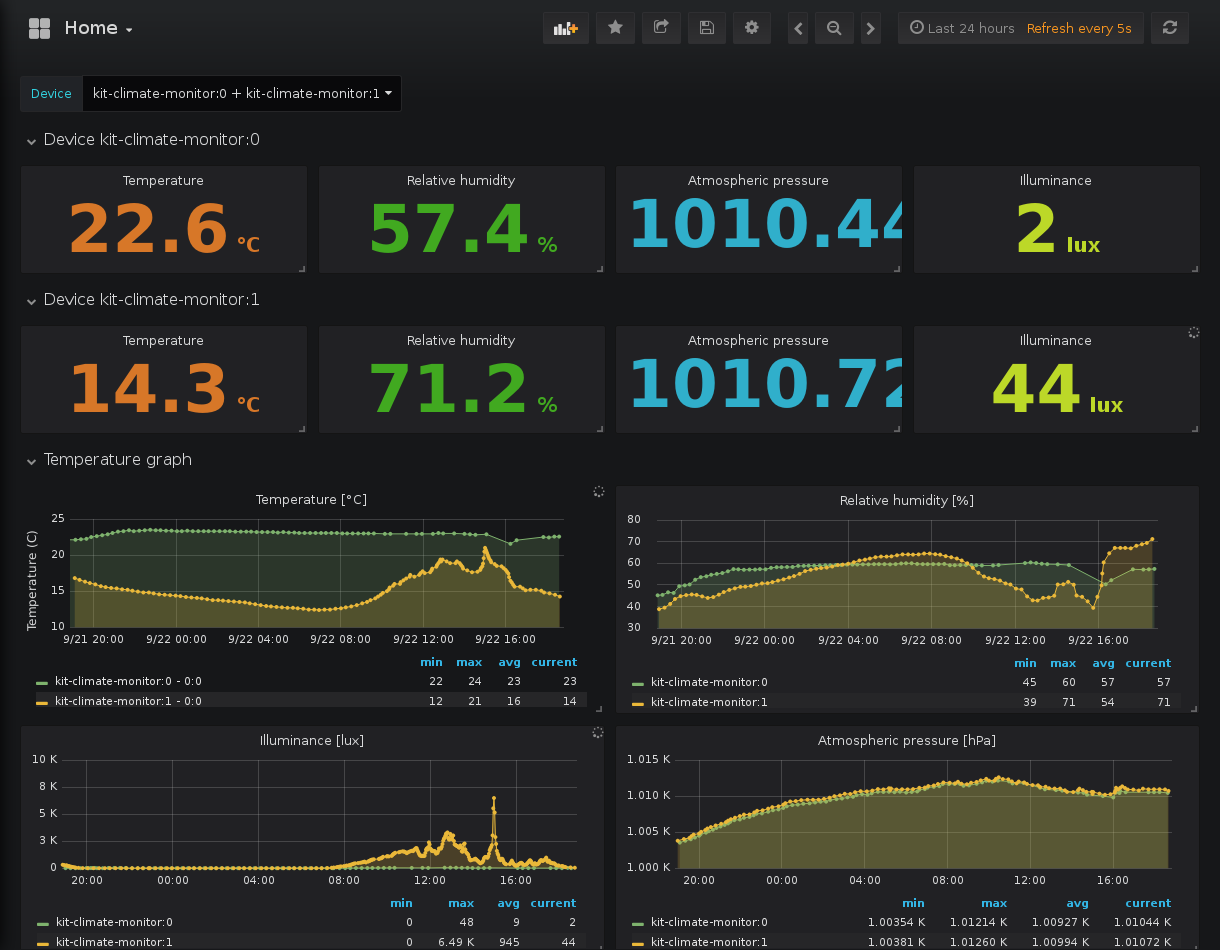 Home
Last 24 hours Refresh every 5s
Device kit-climate-monitor:0 + kit-climate-monitor:1
Device kit-climate-monitor:0
Temperature Relative humidity Atmospheric pressure Illuminance
22.6 °C 57.4 % 1010.44 2 lux
Device kit-climate-monitor:1
Temperature Relative humidity Atmospheric pressure Illuminance
14.3 °C 71.2 % 1010.72 44 lux
Temperature graph
Temperature [°C]
Temperature (C)
25
20
15
10
9/21 20:00 9/22 00:00 9/22 04:00 9/22 08:00 9/22 12:00 9/22 16:00
min max avg current
kit-climate-monitor:0 - 0:0 22 24 23 23
kit-climate-monitor:1 - 0:0 12 21 16 14
Relative humidity [%]
80
70
60
50
40
30
9/21 20:00 9/22 00:00 9/22 04:00 9/22 08:00 9/22 12:00 9/22 16:00
min max avg current
kit-climate-monitor:0 45 60 57 57
kit-climate-monitor:1 39 71 54 71
Illuminance [lux]
10 K
8 K
5 K
3 K
0
20:00 00:00 04:00 08:00 12:00 16:00
min max avg current
kit-climate-monitor:0 0 48 9 2
kit-climate-monitor:1 0 6.49 K 945 44
Atmospheric pressure [hPa]
1.015 K
1.010 K
1.005 K
1.000 K
20:00 00:00 04:00 08:00 12:00 16:00
min max avg current
kit-climate-monitor:0 1.00354 K 1.01214 K 1.00927 K 1.01044 K
kit-climate-monitor:1 1.00381 K 1.01260 K 1.00994 K 1.01072 K